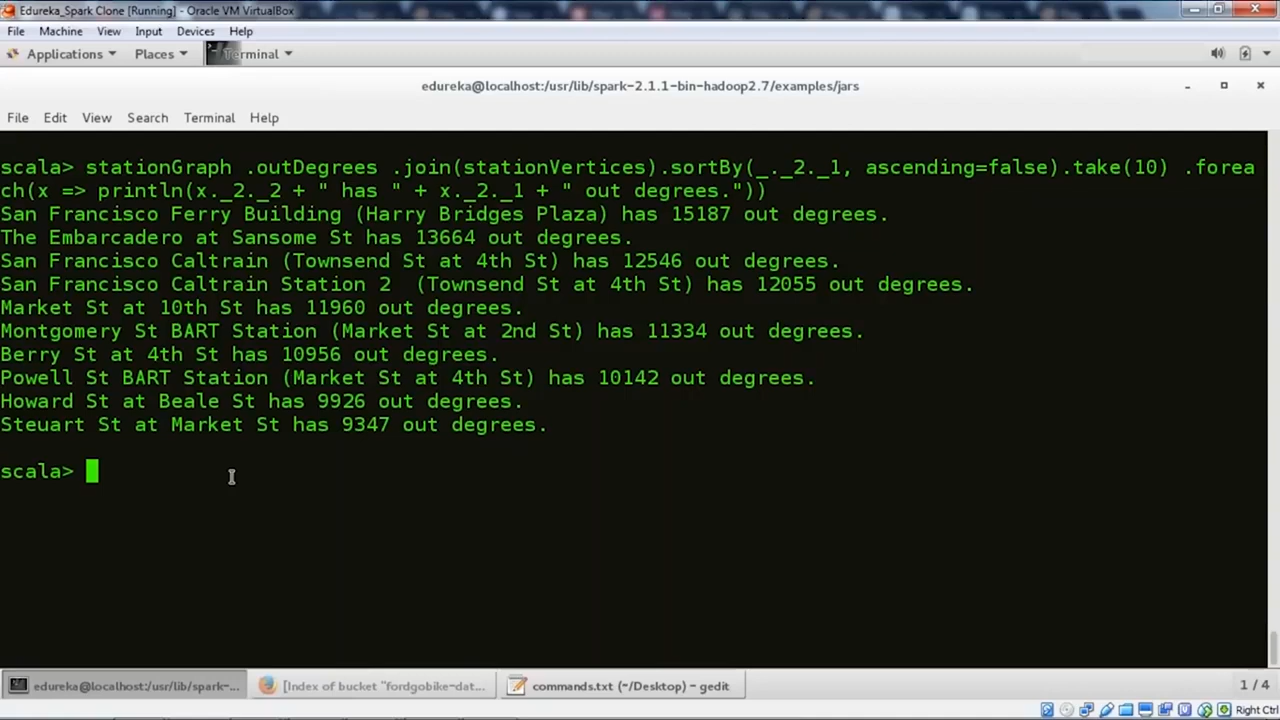 Edureka_Spark Clone [Running] - Oracle VM VirtualBox
File Machine View Input Devices Help
Applications Places Terminal
edureka@localhost:/usr/lib/spark-2.1.1-bin-hadoop2.7/examples/jars
File Edit View Search Terminal Help
scala> stationGraph .outDegrees .join(stationVertices).sortBy(_._2._1, ascending=false).take(10) .forea
ch(x => println(x._2._2 + " has " + x._2._1 + " out degrees."))
San Francisco Ferry Building (Harry Bridges Plaza) has 15187 out degrees.
The Embarcadero at Sansome St has 13664 out degrees.
San Francisco Caltrain (Townsend St at 4th St) has 12546 out degrees.
San Francisco Caltrain Station 2  (Townsend St at 4th St) has 12055 out degrees.
Market St at 10th St has 11960 out degrees.
Montgomery St BART Station (Market St at 2nd St) has 11334 out degrees.
Berry St at 4th St has 10956 out degrees.
Powell St BART Station (Market St at 4th St) has 10142 out degrees.
Howard St at Beale St has 9926 out degrees.
Steuart St at Market St has 9347 out degrees.
scala>
edureka@localhost:/usr/lib/spark-... [Index of bucket "fordgobike-dat... commands.txt (~/Desktop) - gedit 1 / 4
Right Ctrl